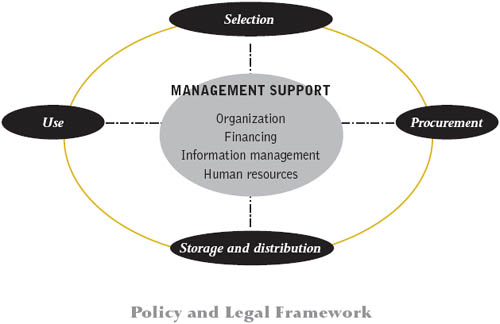 Selection
MANAGEMENT SUPPORT
Organization
Financing
Information management
Human resources
Use
Procurement
Storage and distribution
Policy and Legal Framework